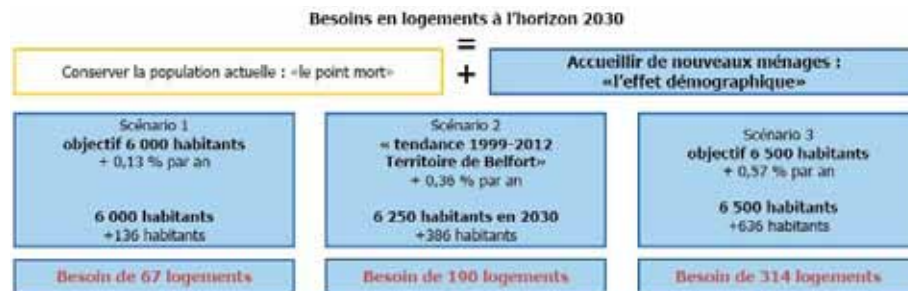 Besoins en logements à l'horizon 2030
=
Conserver la population actuelle : «le point mort»
+
Accueillir de nouveaux ménages :
«l'effet démographique»
Scénario 1
objectif 6 000 habitants
+ 0,13 % par an
6 000 habitants
+136 habitants
Besoin de 67 logements
Scénario 2
« tendance 1999-2012
Territoire de Belfort»
+ 0,36 % par an
6 250 habitants en 2030
+386 habitants
Besoin de 190 logements
Scénario 3
objectif 6 500 habitants
+ 0,57 % par an
6 500 habitants
+636 habitants
Besoin de 314 logements